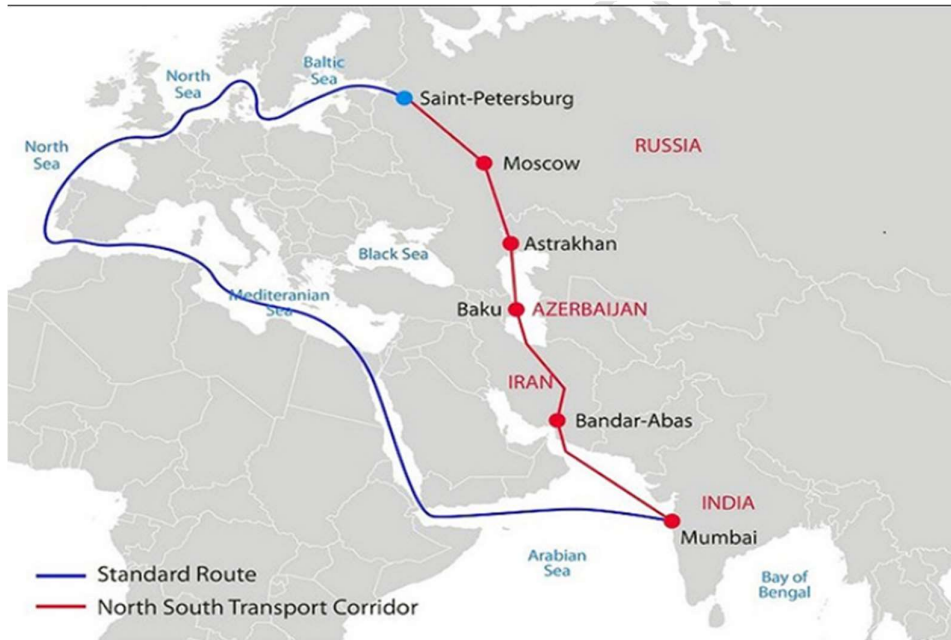 Baltic
Sea
North
Sea
Saint-Petersburg
North
Sea
Moscow
RUSSIA
Astrakhan
Black Sea
Mediteranian
Sea
Baku
AZERBAIJAN
IRAN
Bandar-Abas
INDIA
Mumbai
Arabian
Sea
Bay of
Bengal
Standard Route
North South Transport Corridor